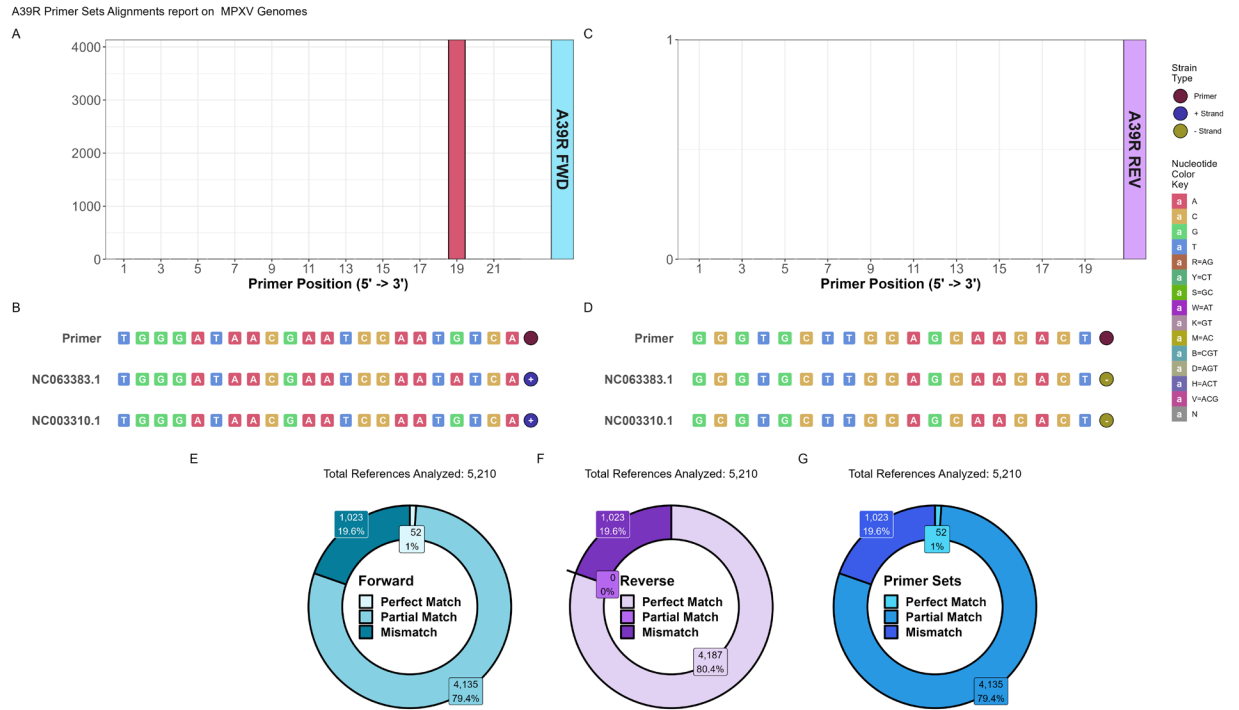 A39R Primer Sets Alignments report on MPXV Genomes
A
4000
3000
2000
1000
0
1 3 5 7 9 11 13 15 17 19 21
Primer Position (5' -> 3')
A39R FWD
C
1
0
1 3 5 7 9 11 13 15 17 19
Primer Position (5' -> 3')
A39R REV
Strain
Type
Primer
+ Strand
- Strand
Nucleotide
Color
Key
a A
a C
a G
a T
a R=AG
a Y=CT
a S=GC
a W=AT
a K=GT
a M=AC
a B=CGT
a D=AGT
a H=ACT
a V=ACG
a N
B
Primer T G G G A T A A C G A A T C C A A T G T C A
NC063383.1 T G G G A T A A C G A A T C C A A T A T C A +
NC003310.1 T G G G A T A A C G A A T C C A A T G T C A +
D
Primer G C G T G C T T C C A G C A A C A C T
NC063383.1 G C G T G C T T C C A G C A A C A C T -
NC003310.1 G C G T G C T T C C A G C A A C A C T -
E
Total References Analyzed: 5,210
1,023
19.6%
52
1%
Forward
Perfect Match
Partial Match
Mismatch
4,135
79.4%
F
Total References Analyzed: 5,210
1,023
19.6%
0
0%
Reverse
Perfect Match
Partial Match
Mismatch
4,187
80.4%
G
Total References Analyzed: 5,210
1,023
19.6%
52
1%
Primer Sets
Perfect Match
Partial Match
Mismatch
4,135
79.4%